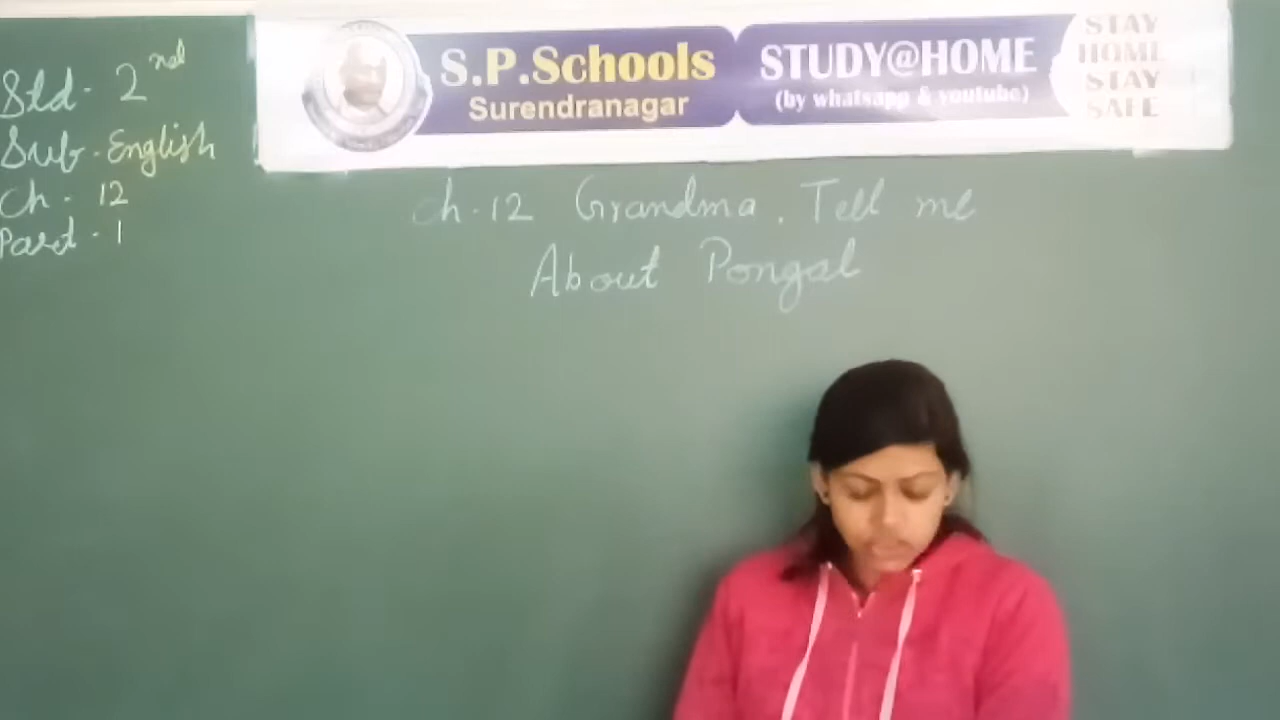 Std - 2nd
Sub - English
Ch - 12
Part - 1
S.P.Schools
Surendranagar
STUDY@HOME
(by whatsapp & youtube)
STAY
HOME
STAY
SAFE
Ch. 12 Grandma, Tell me
About Pongal